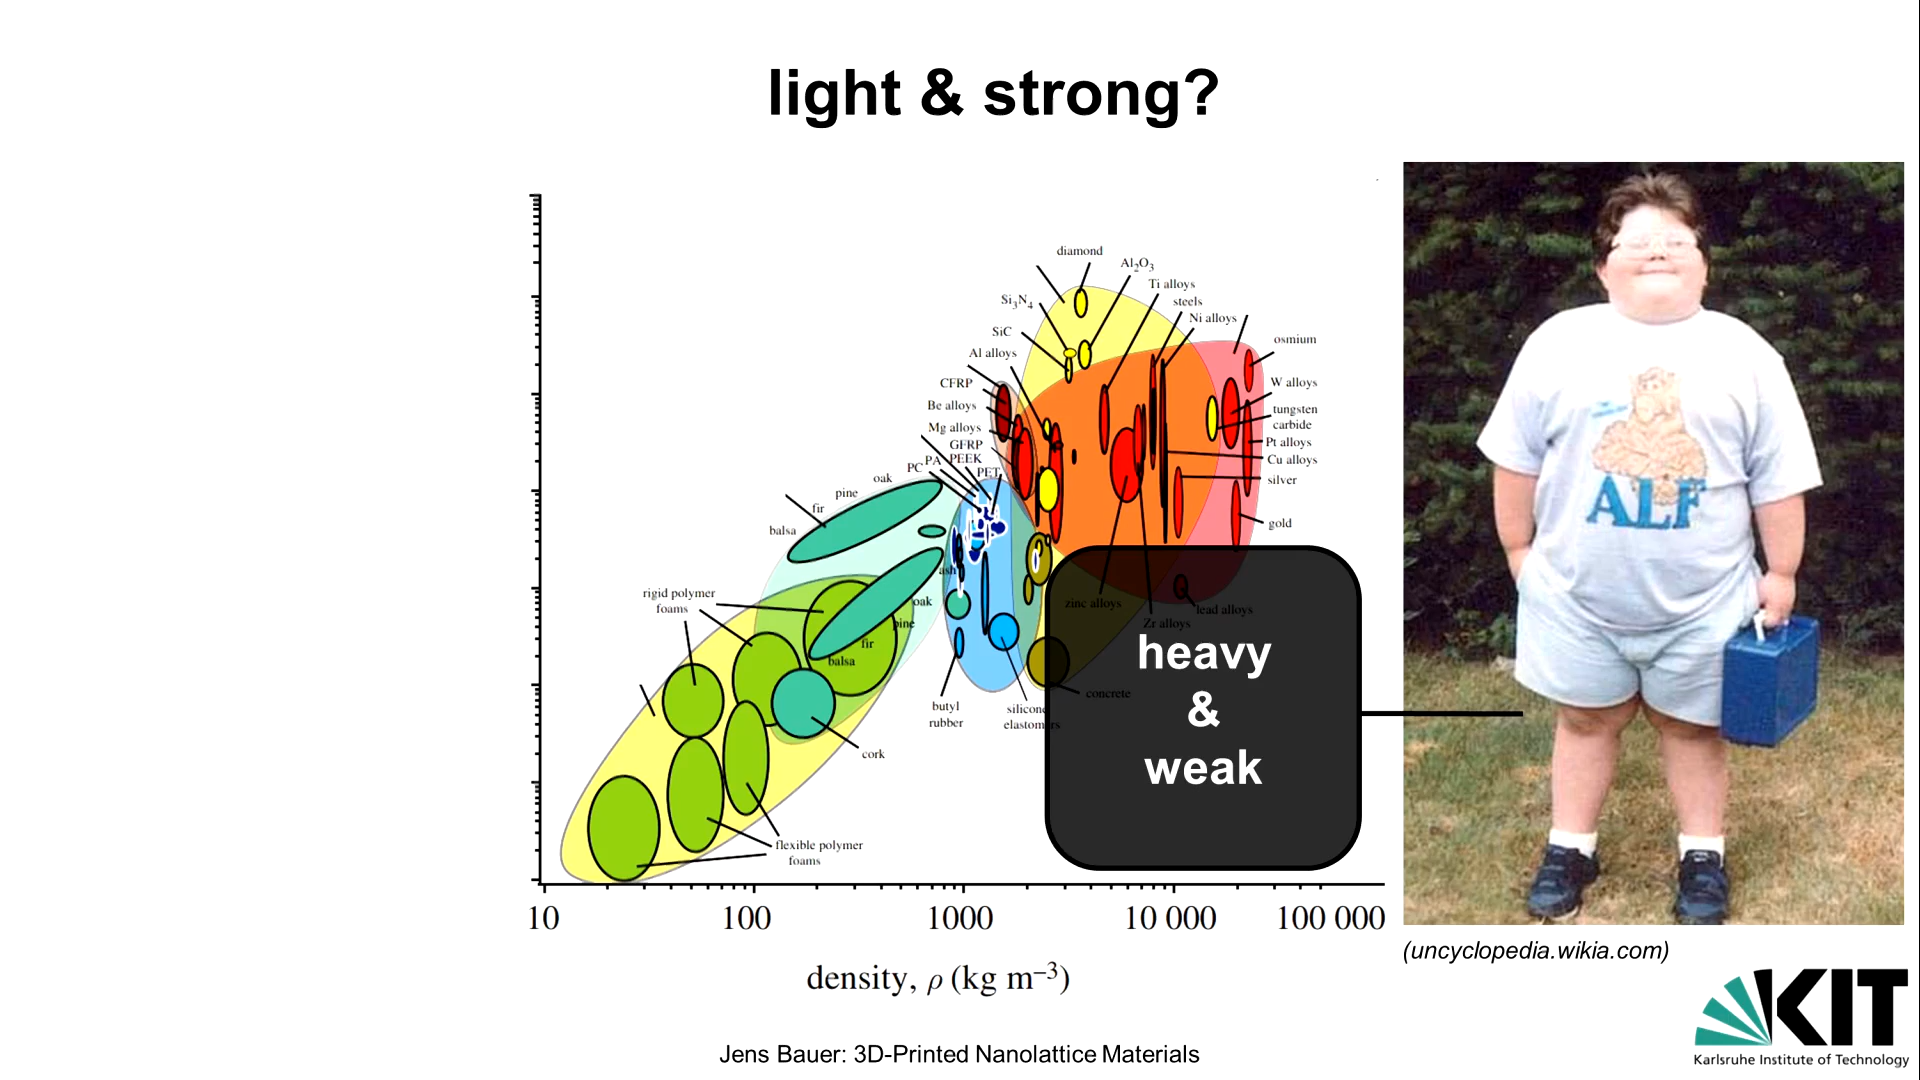 light & strong?
diamond
Al2O3
Ti alloys
Si3N4
steels
Ni alloys
SiC
osmium
Al alloys
CFRP
W alloys
Be alloys
tungsten
carbide
Mg alloys
Pt alloys
GFRP
PEEK
Cu alloys
PA
PC
PET
silver
oak
pine
fir
gold
balsa
ash
rigid polymer
foams
oak
zinc alloys
lead alloys
pine
Zr alloys
fir
balsa
heavy
&
weak
concrete
butyl
rubber
silicone
elastomers
cork
flexible polymer
foams
10
100
1000
10 000
100 000
density, ρ (kg m–3)
ALF
(uncyclopedia.wikia.com)
KIT
Karlsruhe Institute of Technology
Jens Bauer: 3D-Printed Nanolattice Materials